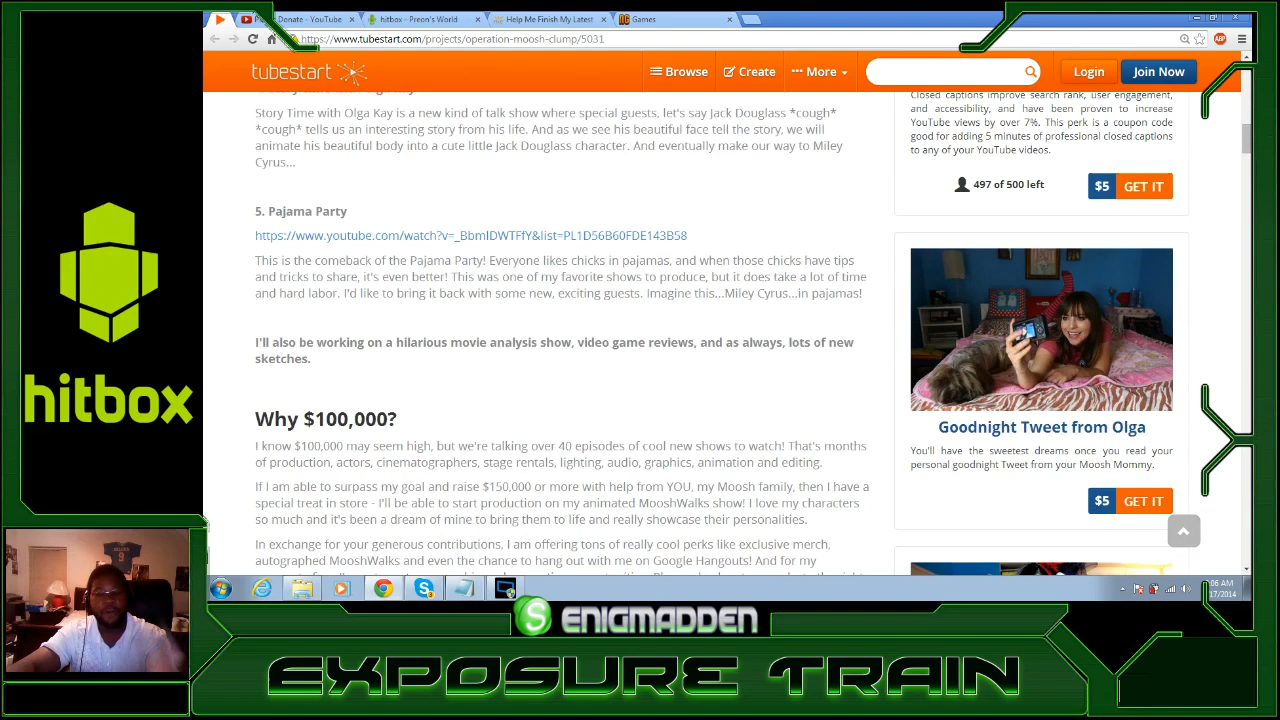 Donate - YouTube
hitbox - Preon's World
Help Me Finish My Latest
Games
https://www.tubestart.com/projects/operation-moosh-clump/5031
tubestart
Browse
Create
More
Login
Join Now
Story Time with Olga Kay is a new kind of talk show where special guests, let's say Jack Douglass *cough*
*cough* tells us an interesting story from his life. And as we see his beautiful face tell the story, we will
animate his beautiful body into a cute little Jack Douglass character. And eventually make our way to Miley
Cyrus...
5. Pajama Party
https://www.youtube.com/watch?v=_BbmlDWTFfY&list=PL1D56B60FDE143B58
This is the comeback of the Pajama Party! Everyone likes chicks in pajamas, and when those chicks have tips
and tricks to share, it's even better! This was one of my favorite shows to produce, but it does take a lot of time
and hard labor. I'd like to bring it back with some new, exciting guests. Imagine this...Miley Cyrus...in pajamas!
I'll also be working on a hilarious movie analysis show, video game reviews, and as always, lots of new
sketches.
Why $100,000?
I know $100,000 may seem high, but we're talking over 40 episodes of cool new shows to watch! That's months
of production, actors, cinematographers, stage rentals, lighting, audio, graphics, animation and editing.
If I am able to surpass my goal and raise $150,000 or more with help from YOU, my Moosh family, then I have a
special treat in store - I'll be able to start production on my animated MooshWalks show! I love my characters
so much and it's been a dream of mine to bring them to life and really showcase their personalities.
In exchange for your generous contributions, I am offering tons of really cool perks like exclusive merch,
autographed MooshWalks and even the chance to hang out with me on Google Hangouts! And for my
Closed captions improve search rank, user engagement,
and accessibility, and have been proven to increase
YouTube views by over 7%. This perk is a coupon code
good for adding 5 minutes of professional closed captions
to any of your YouTube videos.
497 of 500 left
$5 GET IT
Goodnight Tweet from Olga
You'll have the sweetest dreams once you read your
personal goodnight Tweet from your Moosh Mommy.
$5 GET IT
:06 AM
17/2014
hitbox
S ENIGMADDEN
EXPOSURE TRAIN